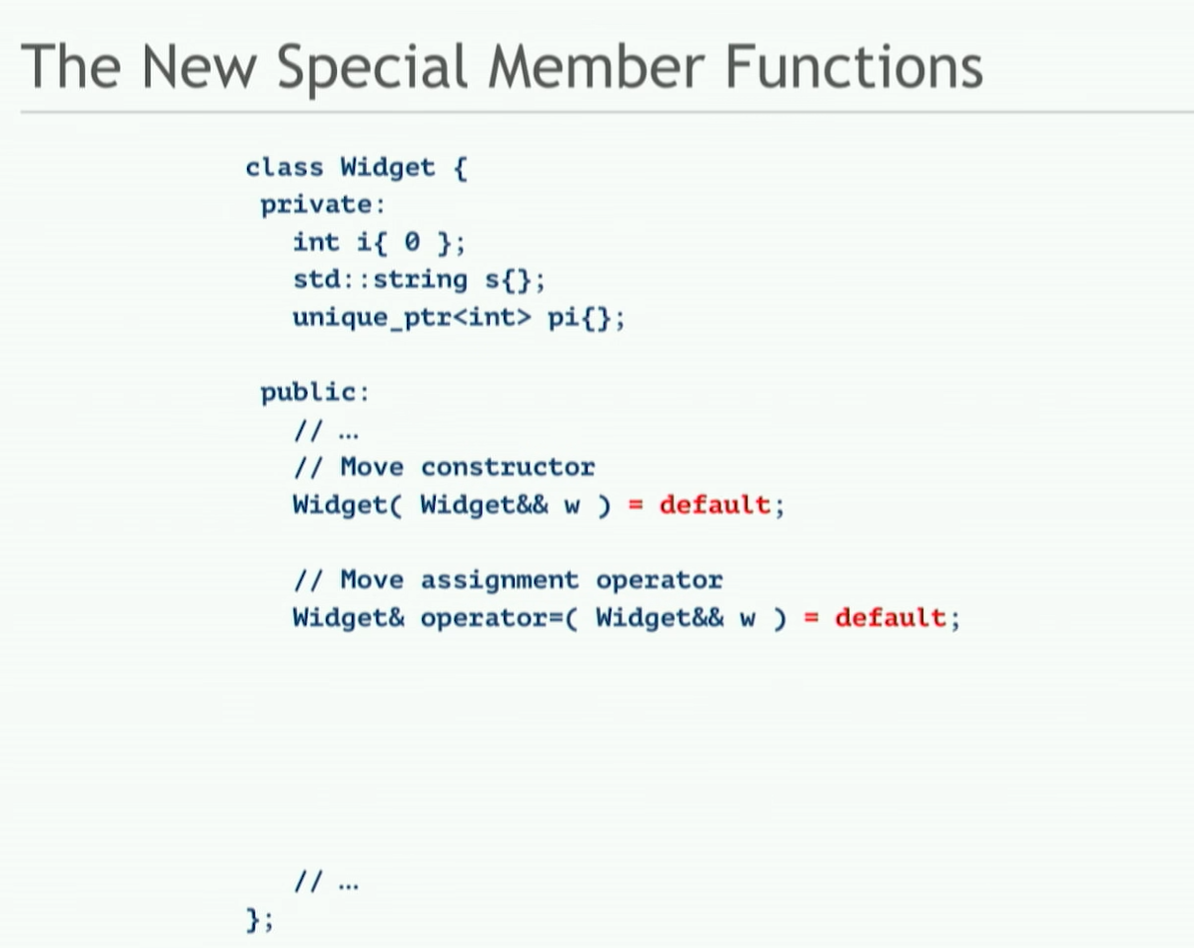 The New Special Member Functions
class Widget {
private:
int i{ 0 };
std::string s{};
unique_ptr<int> pi{};
public:
// …
// Move constructor
Widget( Widget&& w ) = default;
// Move assignment operator
Widget& operator=( Widget&& w ) = default;
// …
};